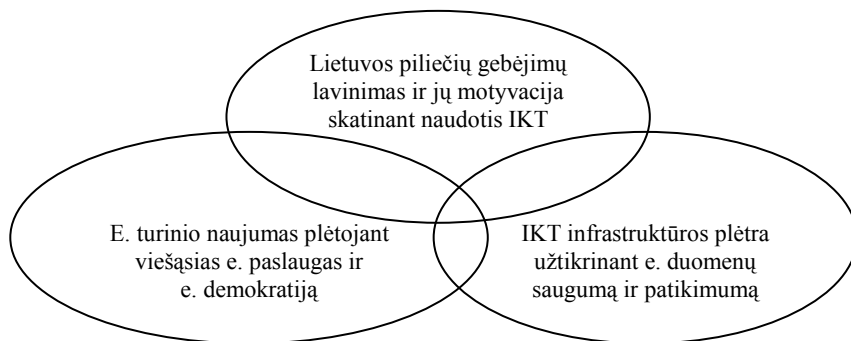 Lietuvos piliečių gebėjimų
lavinimas ir jų motyvacija
skatinant naudotis IKT
E. turinio naujumas plėtojant
viešąsias e. paslaugas ir
e. demokratiją
IKT infrastruktūros plėtra
užtikrinant e. duomenų
saugumą ir patikimumą